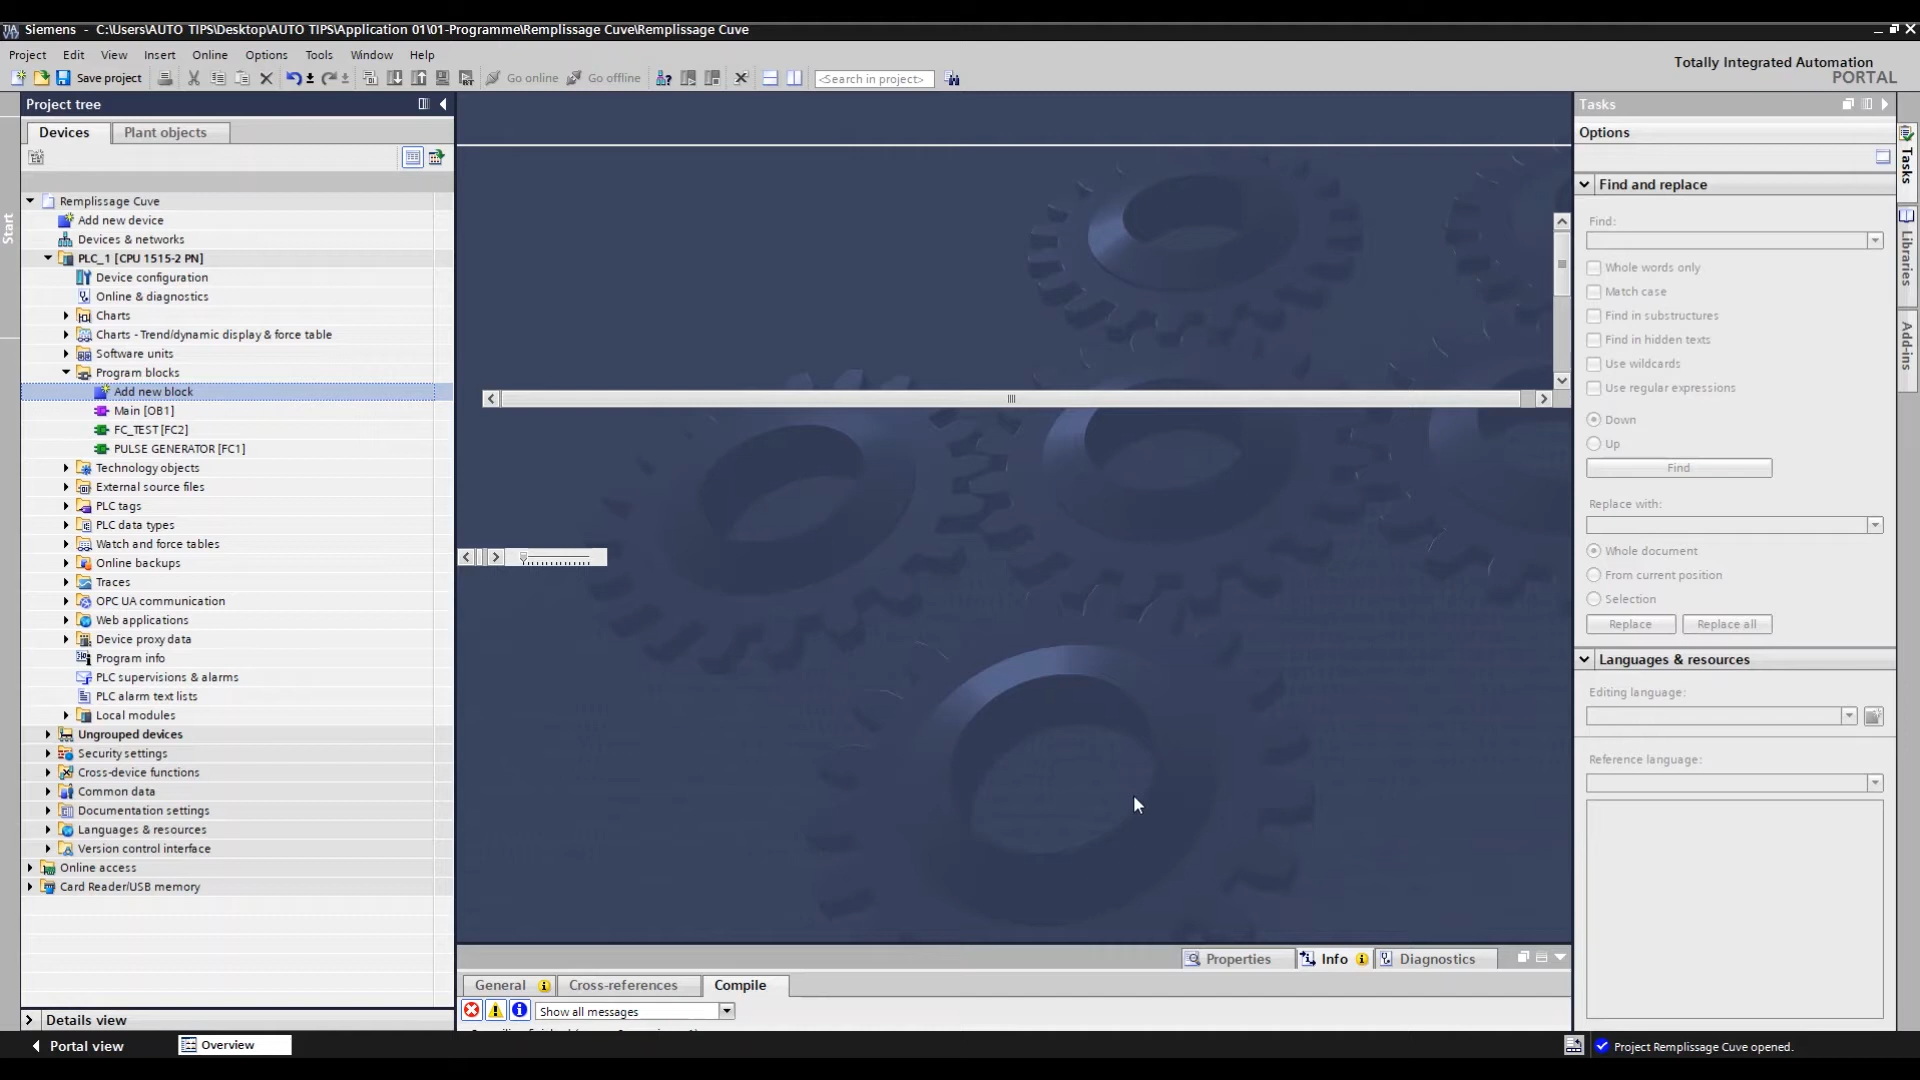 Siemens - C:\Users\AUTO TIPS\Desktop\AUTO TIPS\Application 01\01-Programme\Remplissage Cuve\Remplissage Cuve
Project Edit View Insert Online Options Tools Window Help
Totally Integrated Automation
PORTAL
Save project
Go online
Go offline
<Search in project>
Project tree
Devices
Plant objects
Start
Remplissage Cuve
Add new device
Devices & networks
PLC_1 [CPU 1515-2 PN]
Device configuration
Online & diagnostics
Charts
Charts - Trend/dynamic display & force table
Software units
Program blocks
Add new block
Main [OB1]
FC_TEST [FC2]
PULSE GENERATOR [FC1]
Technology objects
External source files
PLC tags
PLC data types
Watch and force tables
Online backups
Traces
OPC UA communication
Web applications
Device proxy data
Program info
PLC supervisions & alarms
PLC alarm text lists
Local modules
Ungrouped devices
Security settings
Cross-device functions
Common data
Documentation settings
Languages & resources
Version control interface
Online access
Card Reader/USB memory
Details view
Portal view
Overview
Properties
Info
Diagnostics
General
Cross-references
Compile
Show all messages
Tasks
Options
Find and replace
Find:
Whole words only
Match case
Find in substructures
Find in hidden texts
Use wildcards
Use regular expressions
Down
Up
Find
Replace with:
Whole document
From current position
Selection
Replace
Replace all
Languages & resources
Editing language:
Reference language:
Tasks
Libraries
Add-ins
Project Remplissage Cuve opened.